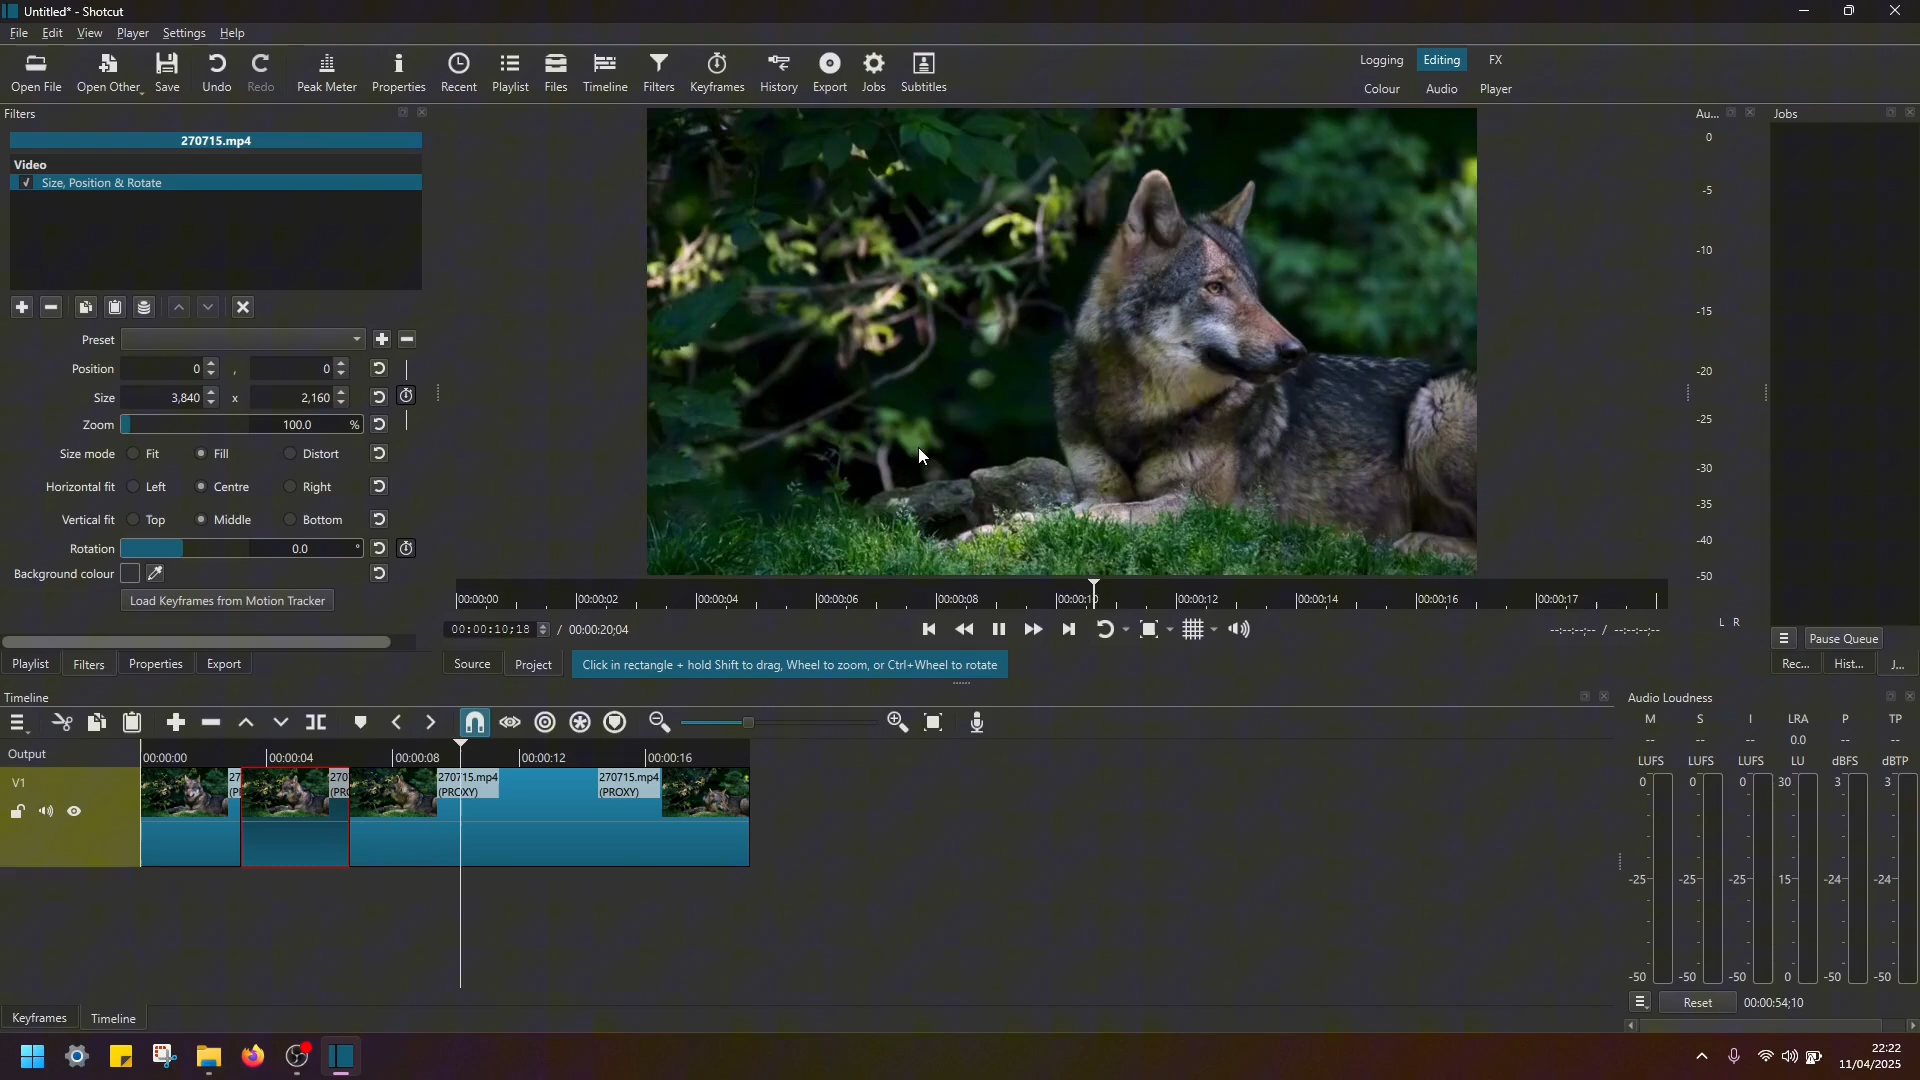 Untitled* - Shotcut
File Edit View Player Settings Help
Open File Open Other Save Undo Redo Peak Meter Properties Recent Playlist Files Timeline Filters Keyframes History Export Jobs Subtitles
Logging Editing FX
Colour Audio Player
Filters
270715.mp4
Video
Size, Position & Rotate
Preset
Position 0 , 0
Size 3,840 x 2,160
Zoom 100.0 %
Size mode Fit Fill Distort
Horizontal fit Left Centre Right
Vertical fit Top Middle Bottom
Rotation 0.0 °
Background colour
Load Keyframes from Motion Tracker
Playlist Filters Properties Export
00:00:00 00:00:02 00:00:04 00:00:06 00:00:08 00:00:10 00:00:12 00:00:14 00:00:16 00:00:17
00:00:10;18 / 00:00:20;04
--:--:--;-- / --:--:--;--
Source Project Click in rectangle + hold Shift to drag, Wheel to zoom, or Ctrl+Wheel to rotate
Au...
0
-5
-10
-15
-20
-25
-30
-35
-40
-50
L R
Jobs
Pause Queue
Rec... Hist... J...
Timeline
Output
00:00:00 00:00:04 00:00:08 00:00:12 00:00:16
V1
27 270 270715.mp4 270715.mp4
(PR (PRO (PROXY) (PROXY)
Keyframes Timeline
Audio Loudness
M S I LRA P TP
-- -- -- 0.0 -- --
LUFS LUFS LUFS LU dBFS dBTP
0 0 0 30 3 3
-25 -25 -25 15 -24 -24
-50 -50 -50 0 -50 -50
Reset 00:00:54;10
22:22
11/04/2025